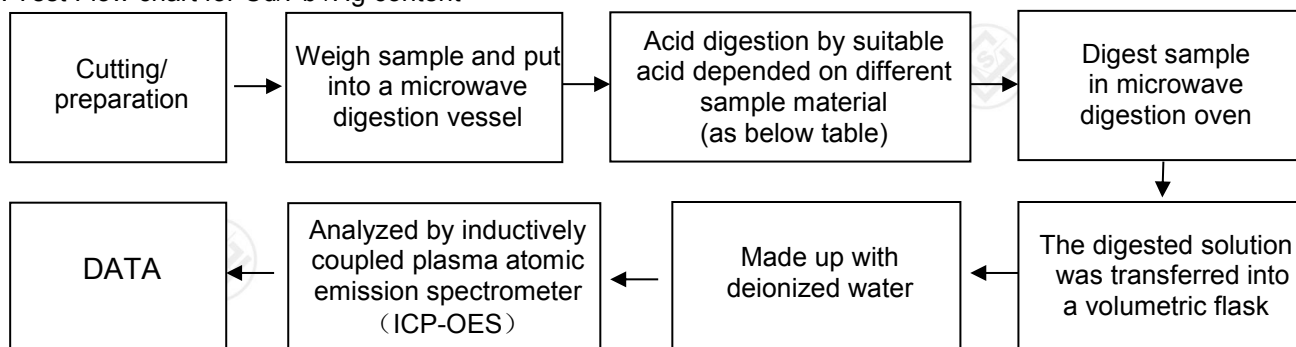 Test Flow chart for content
Cutting/
preparation
Weigh sample and put
into a microwave
digestion vessel
Acid digestion by suitable
acid depended on different
sample material
(as below table)
Digest sample
in microwave
digestion oven
The digested solution
was transferred into
a volumetric flask
Made up with
deionized water
Analyzed by inductively
coupled plasma atomic
emission spectrometer
（ICP-OES）
DATA